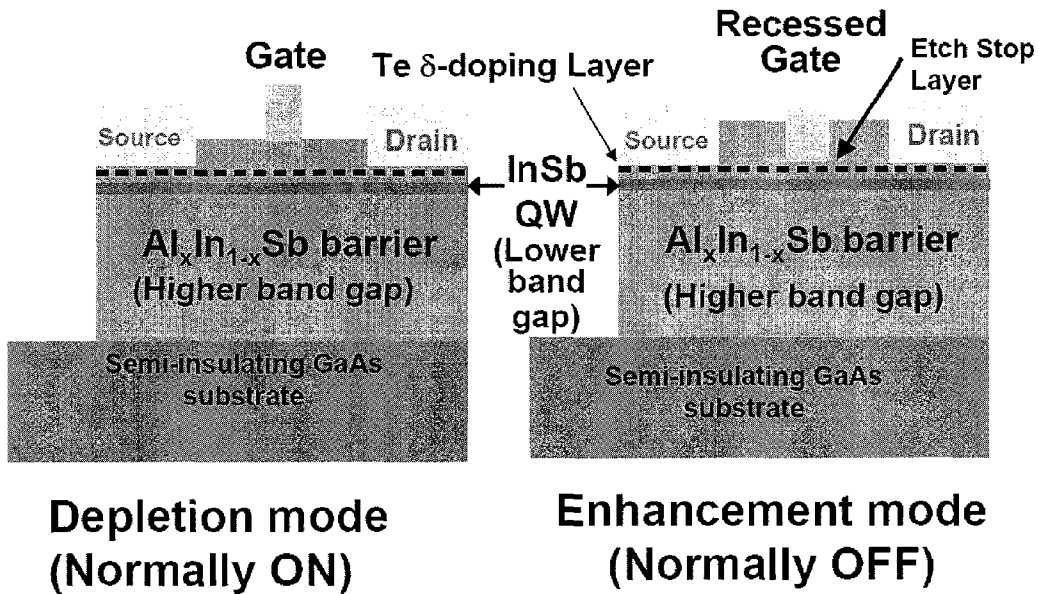 Gate
Source
Drain
Te δ-doping Layer
Recessed
Gate
Etch Stop
Layer
Source
Drain
InSb
QW
(Lower
band
gap)
AlxIn1-xSb barrier
(Higher band gap)
AlxIn1-xSb barrier
(Higher band gap)
Semi-insulating GaAs
substrate
Semi-insulating GaAs
substrate
Depletion mode
(Normally ON)
Enhancement mode
(Normally OFF)